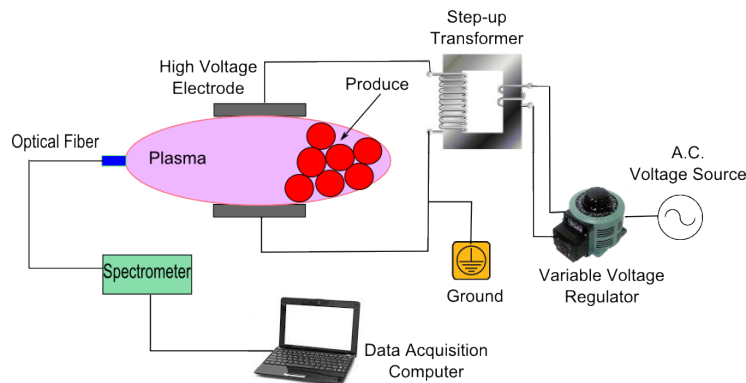 Step-up
Transformer
High Voltage
Electrode
Produce
Optical Fiber
Plasma
A.C.
Voltage Source
Spectrometer
Ground
Variable Voltage
Regulator
Data Acquisition
Computer